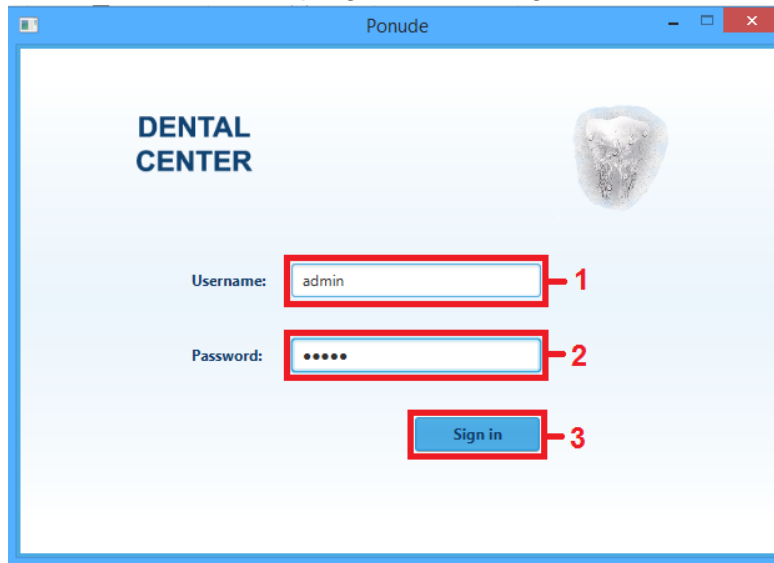 Ponude
DENTAL
CENTER
Username: admin 1
Password: ••••• 2
Sign in 3